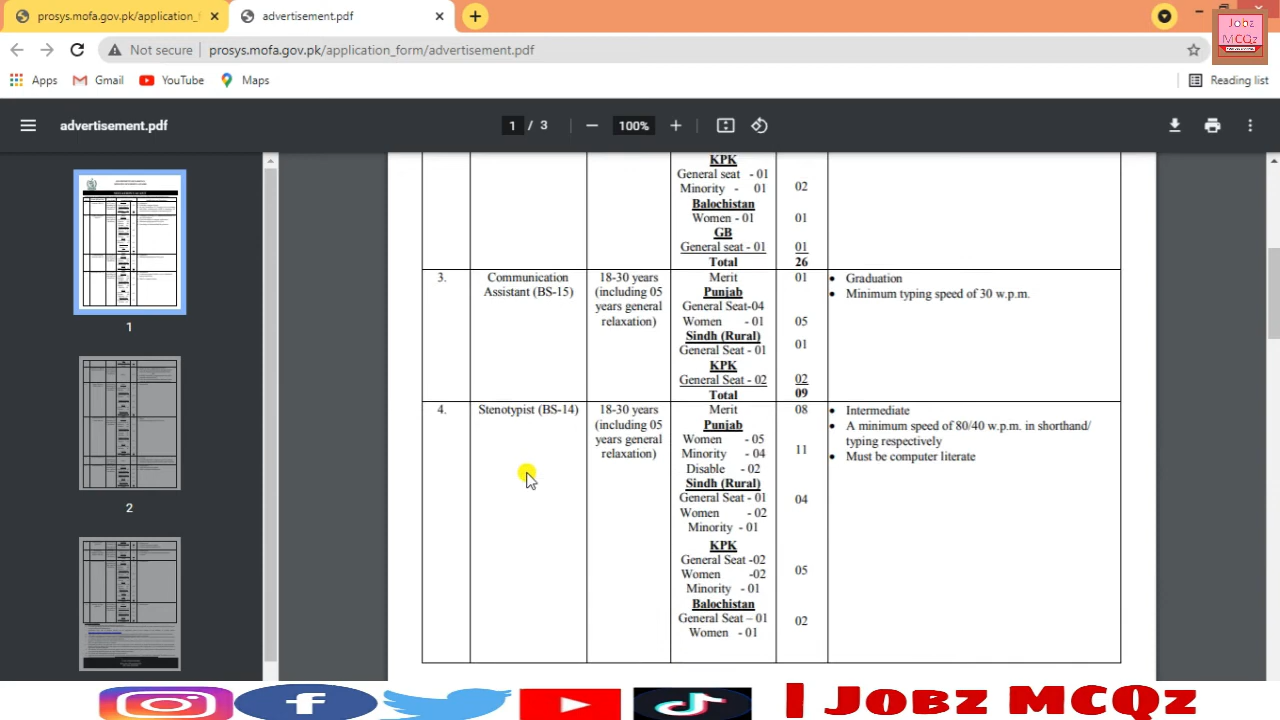 prosys.mofa.gov.pk/application_f
advertisement.pdf
Not secure
prosys.mofa.gov.pk/application_form/advertisement.pdf
Jobz
MCQz
Apps
Gmail
YouTube
Maps
Reading list
advertisement.pdf
1 / 3
100%
1
2
KPK
General seat - 01
Minority - 01
02
Balochistan
Women - 01
01
GB
General seat - 01
01
Total
26
3.
Communication
Assistant (BS-15)
18-30 years
(including 05
years general
relaxation)
Merit
01
Punjab
General Seat-04
Women - 01
05
Sindh (Rural)
General Seat - 01
01
KPK
General Seat - 02
02
Total
09
• Graduation
• Minimum typing speed of 30 w.p.m.
4.
Stenotypist (BS-14)
18-30 years
(including 05
years general
relaxation)
Merit
08
Punjab
Women - 05
Minority - 04
Disable - 02
11
Sindh (Rural)
General Seat - 01
Women - 02
Minority - 01
04
KPK
General Seat -02
Women -02
Minority - 01
05
Balochistan
General Seat – 01
Women - 01
02
• Intermediate
• A minimum speed of 80/40 w.p.m. in shorthand/
typing respectively
• Must be computer literate
| Jobz MCQz